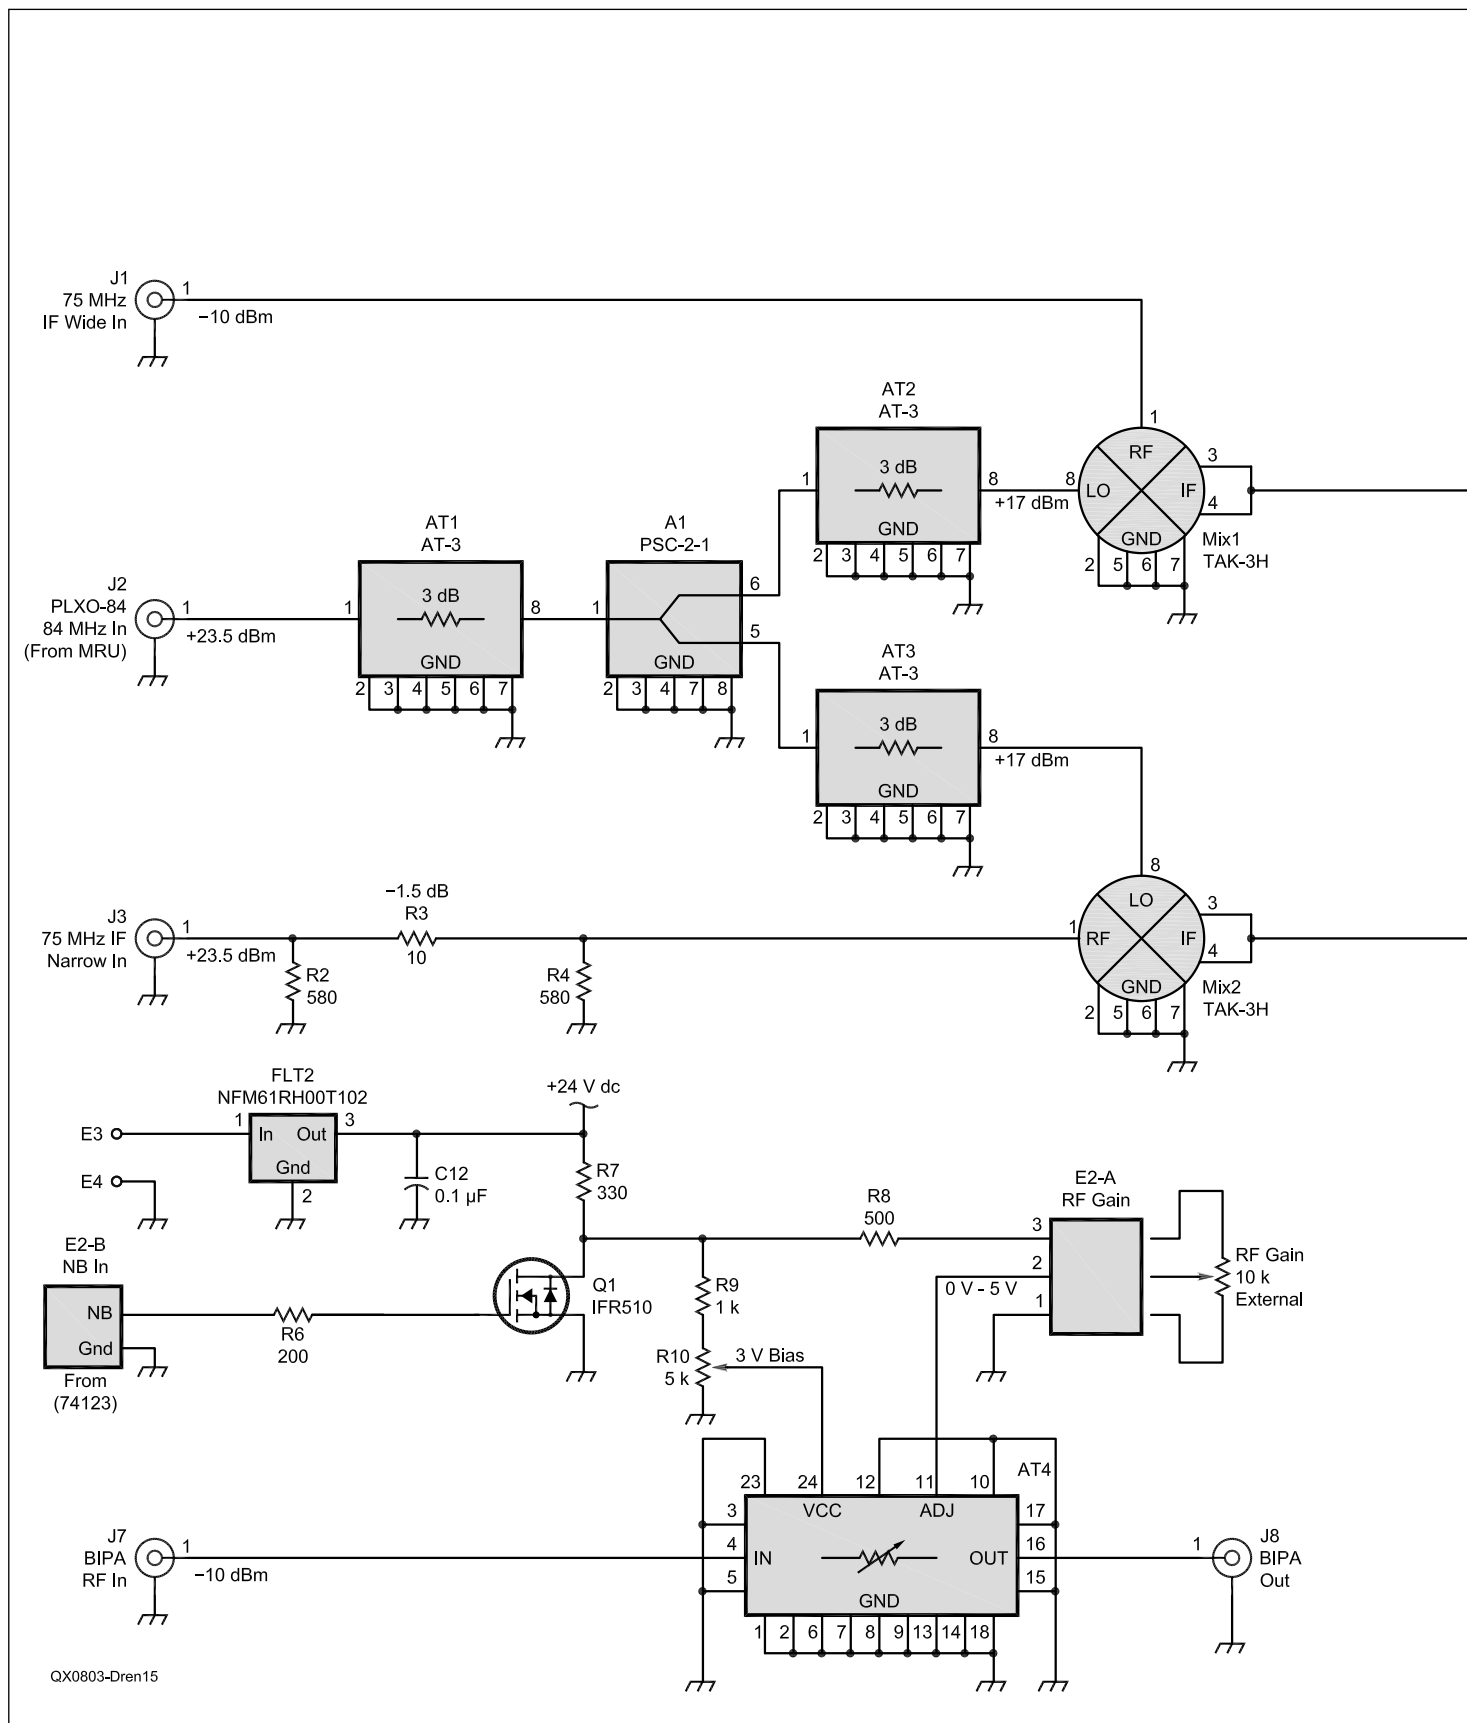 J1
75 MHz
IF Wide In
1
−10 dBm
AT2
AT-3
1
3 dB
8
GND
2 3 4 5 6 7
+17 dBm
1
RF
8
LO
IF
3
4
GND
2 5 6 7
Mix1
TAK-3H
J2
PLXO-84
84 MHz In
(From MRU)
1
+23.5 dBm
AT1
AT-3
1
3 dB
8
GND
2 3 4 5 6 7
A1
PSC-2-1
1
6
5
GND
2 3 4 7 8
AT3
AT-3
1
3 dB
8
GND
2 3 4 5 6 7
+17 dBm
8
LO
1
RF
IF
3
4
GND
2 5 6 7
Mix2
TAK-3H
J3
75 MHz IF
Narrow In
1
+23.5 dBm
−1.5 dB
R3
10
R2
580
R4
580
FLT2
NFM61RH00T102
1
In Out
3
Gnd
2
E3
E4
C12
0.1 µF
+24 V dc
R7
330
E2-B
NB In
NB
Gnd
From
(74123)
R6
200
Q1
IFR510
R8
500
R9
1 k
R10
5 k
3 V Bias
E2-A
RF Gain
3
2
1
0 V - 5 V
RF Gain
10 k
External
J7
BIPA
RF In
1
−10 dBm
23 24 12 11 10
AT4
VCC ADJ
3
4
5
IN
OUT
17
16
15
GND
1 2 6 7 8 9 13 14 18
1
J8
BIPA
Out
QX0803-Dren15